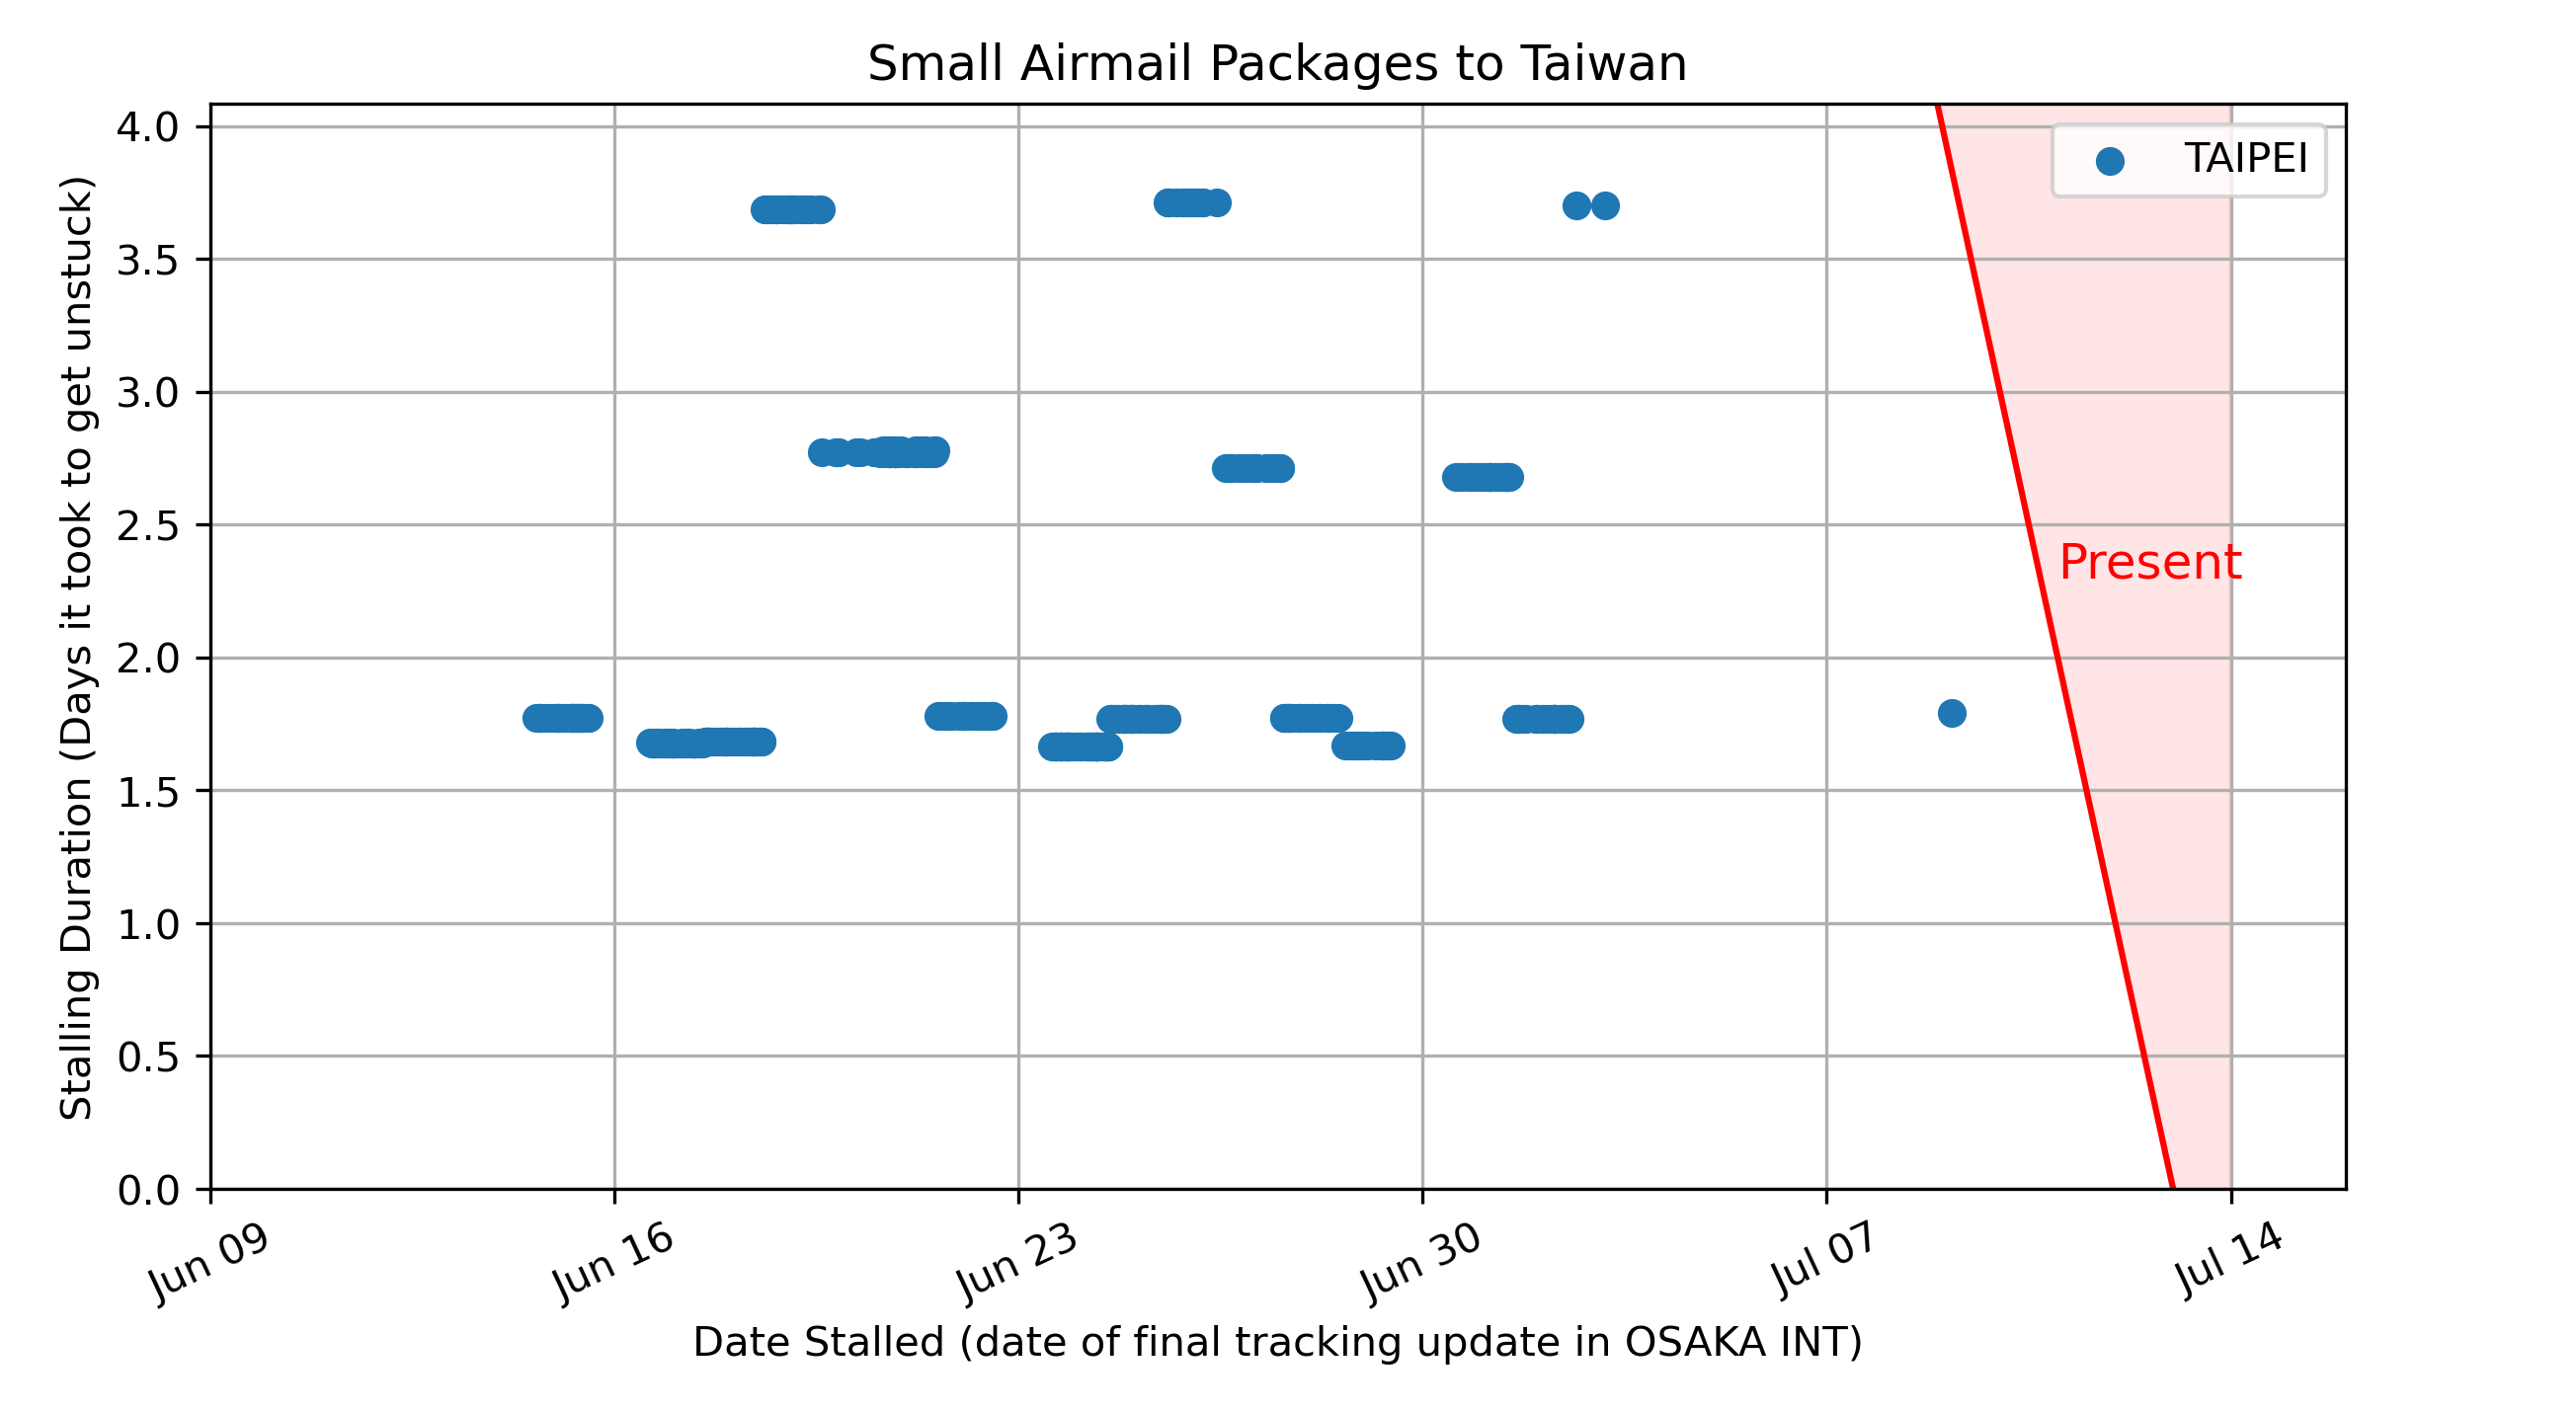 Small Airmail Packages to Taiwan
TAIPEI
Present
Stalling Duration (Days it took to get unstuck)
4.0
3.5
3.0
2.5
2.0
1.5
1.0
0.5
0.0
Jun 09
Jun 16
Jun 23
Jun 30
Jul 07
Jul 14
Date Stalled (date of final tracking update in OSAKA INT)